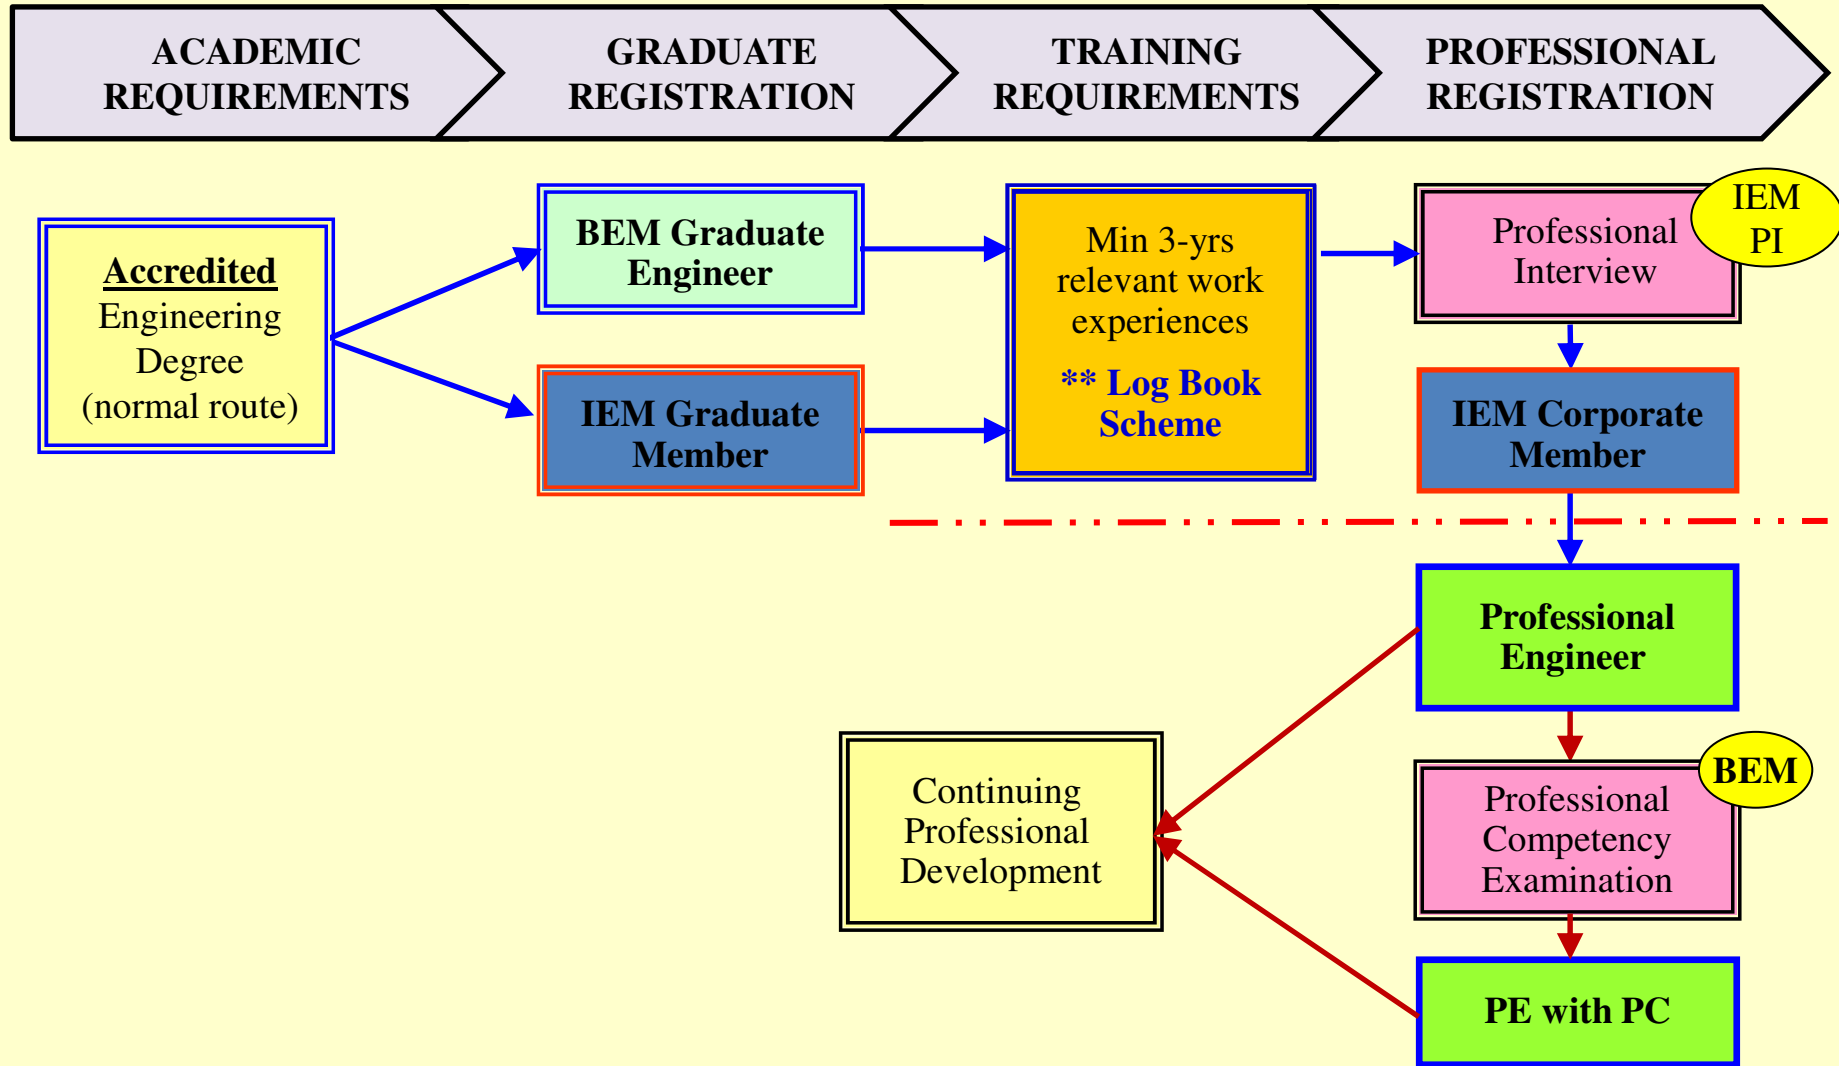 ACADEMIC
REQUIREMENTS
GRADUATE
REGISTRATION
TRAINING
REQUIREMENTS
PROFESSIONAL
REGISTRATION
Accredited
Engineering
Degree
(normal route)
BEM Graduate
Engineer
IEM Graduate
Member
Min 3-yrs
relevant work
experiences
** Log Book
Scheme
Professional
Interview
IEM
PI
IEM Corporate
Member
Professional
Engineer
Continuing
Professional
Development
BEM
Professional
Competency
Examination
PE with PC